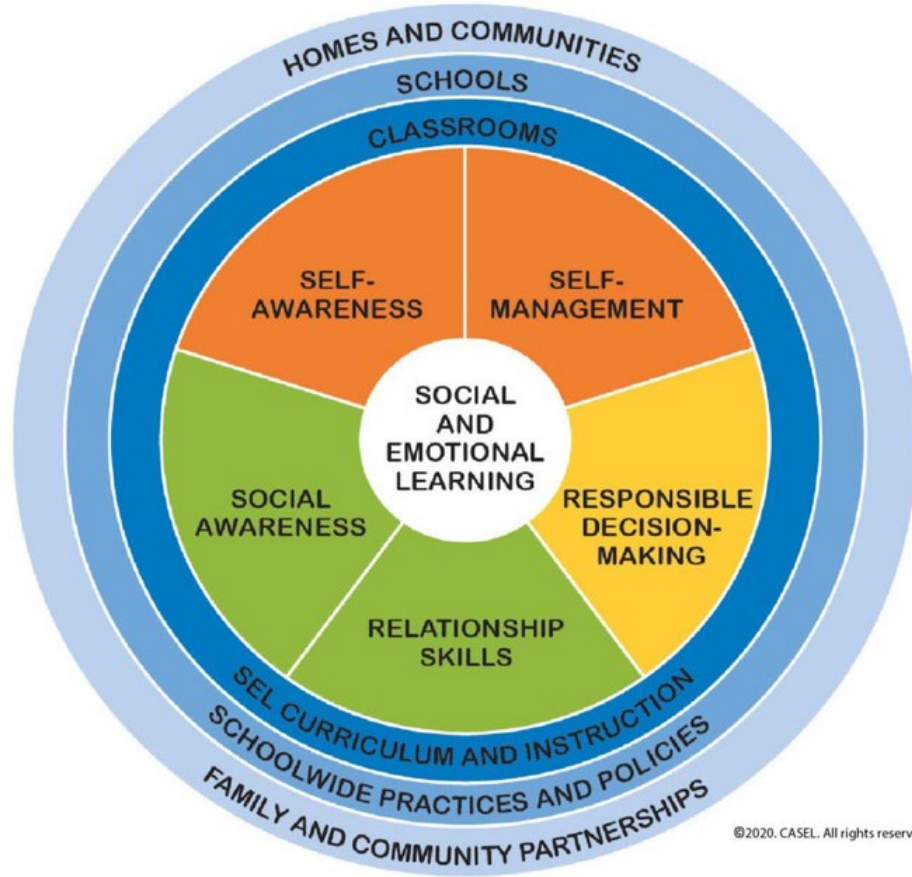 HOMES AND COMMUNITIES
SCHOOLS
CLASSROOMS
SELF-
AWARENESS
SELF-
MANAGEMENT
SOCIAL
AND
EMOTIONAL
LEARNING
SOCIAL
AWARENESS
RESPONSIBLE
DECISION-
MAKING
RELATIONSHIP
SKILLS
SEL CURRICULUM AND INSTRUCTION
SCHOOLWIDE PRACTICES AND POLICIES
FAMILY AND COMMUNITY PARTNERSHIPS
©2020. CASEL. All rights reserv